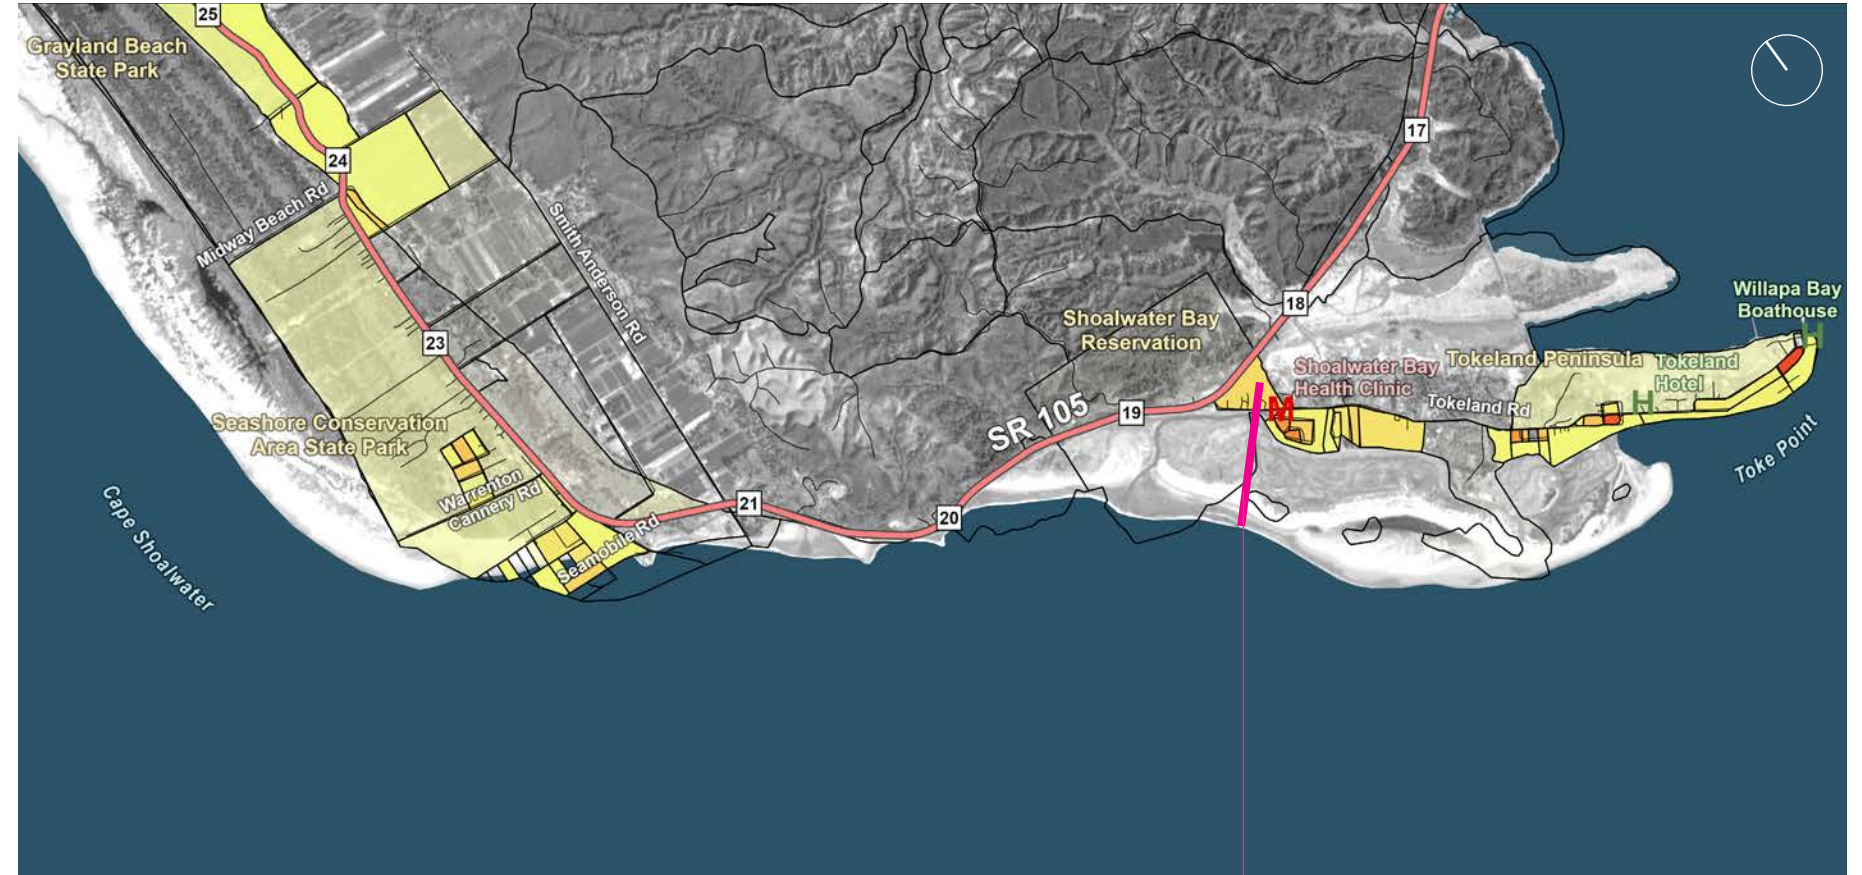 25
Grayland Beach
State Park
17
24
Midway Beach Rd
Smith Anderson Rd
Willapa Bay
Boathouse
H
18
Shoalwater Bay
Reservation
23
Shoalwater Bay
Health Clinic
Tokeland Peninsula
Tokeland
Hotel
H
M
Tokeland Rd
19
SR 105
Seashore Conservation
Area State Park
Toke Point
Warrenton
Cannery Rd
21
20
Seamobile Rd
Cape Shoalwater